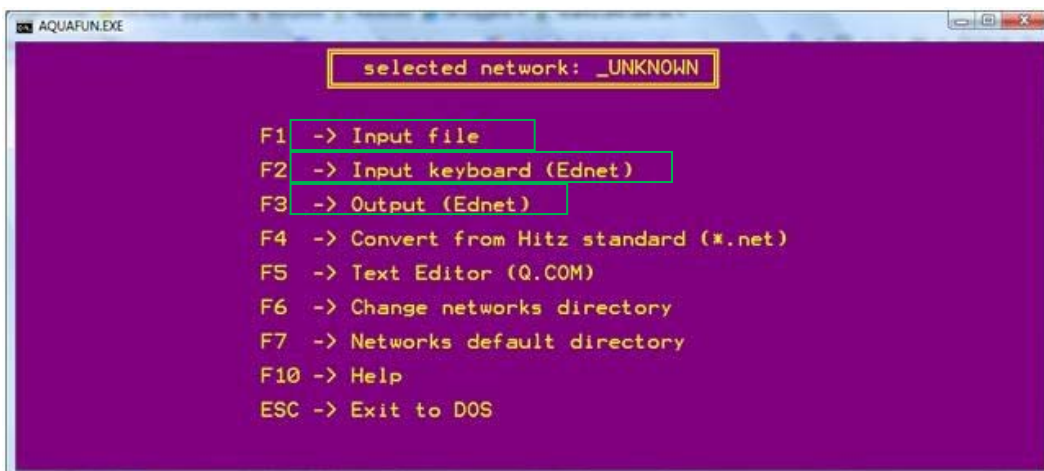 AQUAFUN.EXE
selected network: _UNKNOWN
F1 -> Input file
F2 -> Input keyboard (Ednet)
F3 -> Output (Ednet)
F4 -> Convert from Hitz standard (*.net)
F5 -> Text Editor (Q.COM)
F6 -> Change networks directory
F7 -> Networks default directory
F10 -> Help
ESC -> Exit to DOS